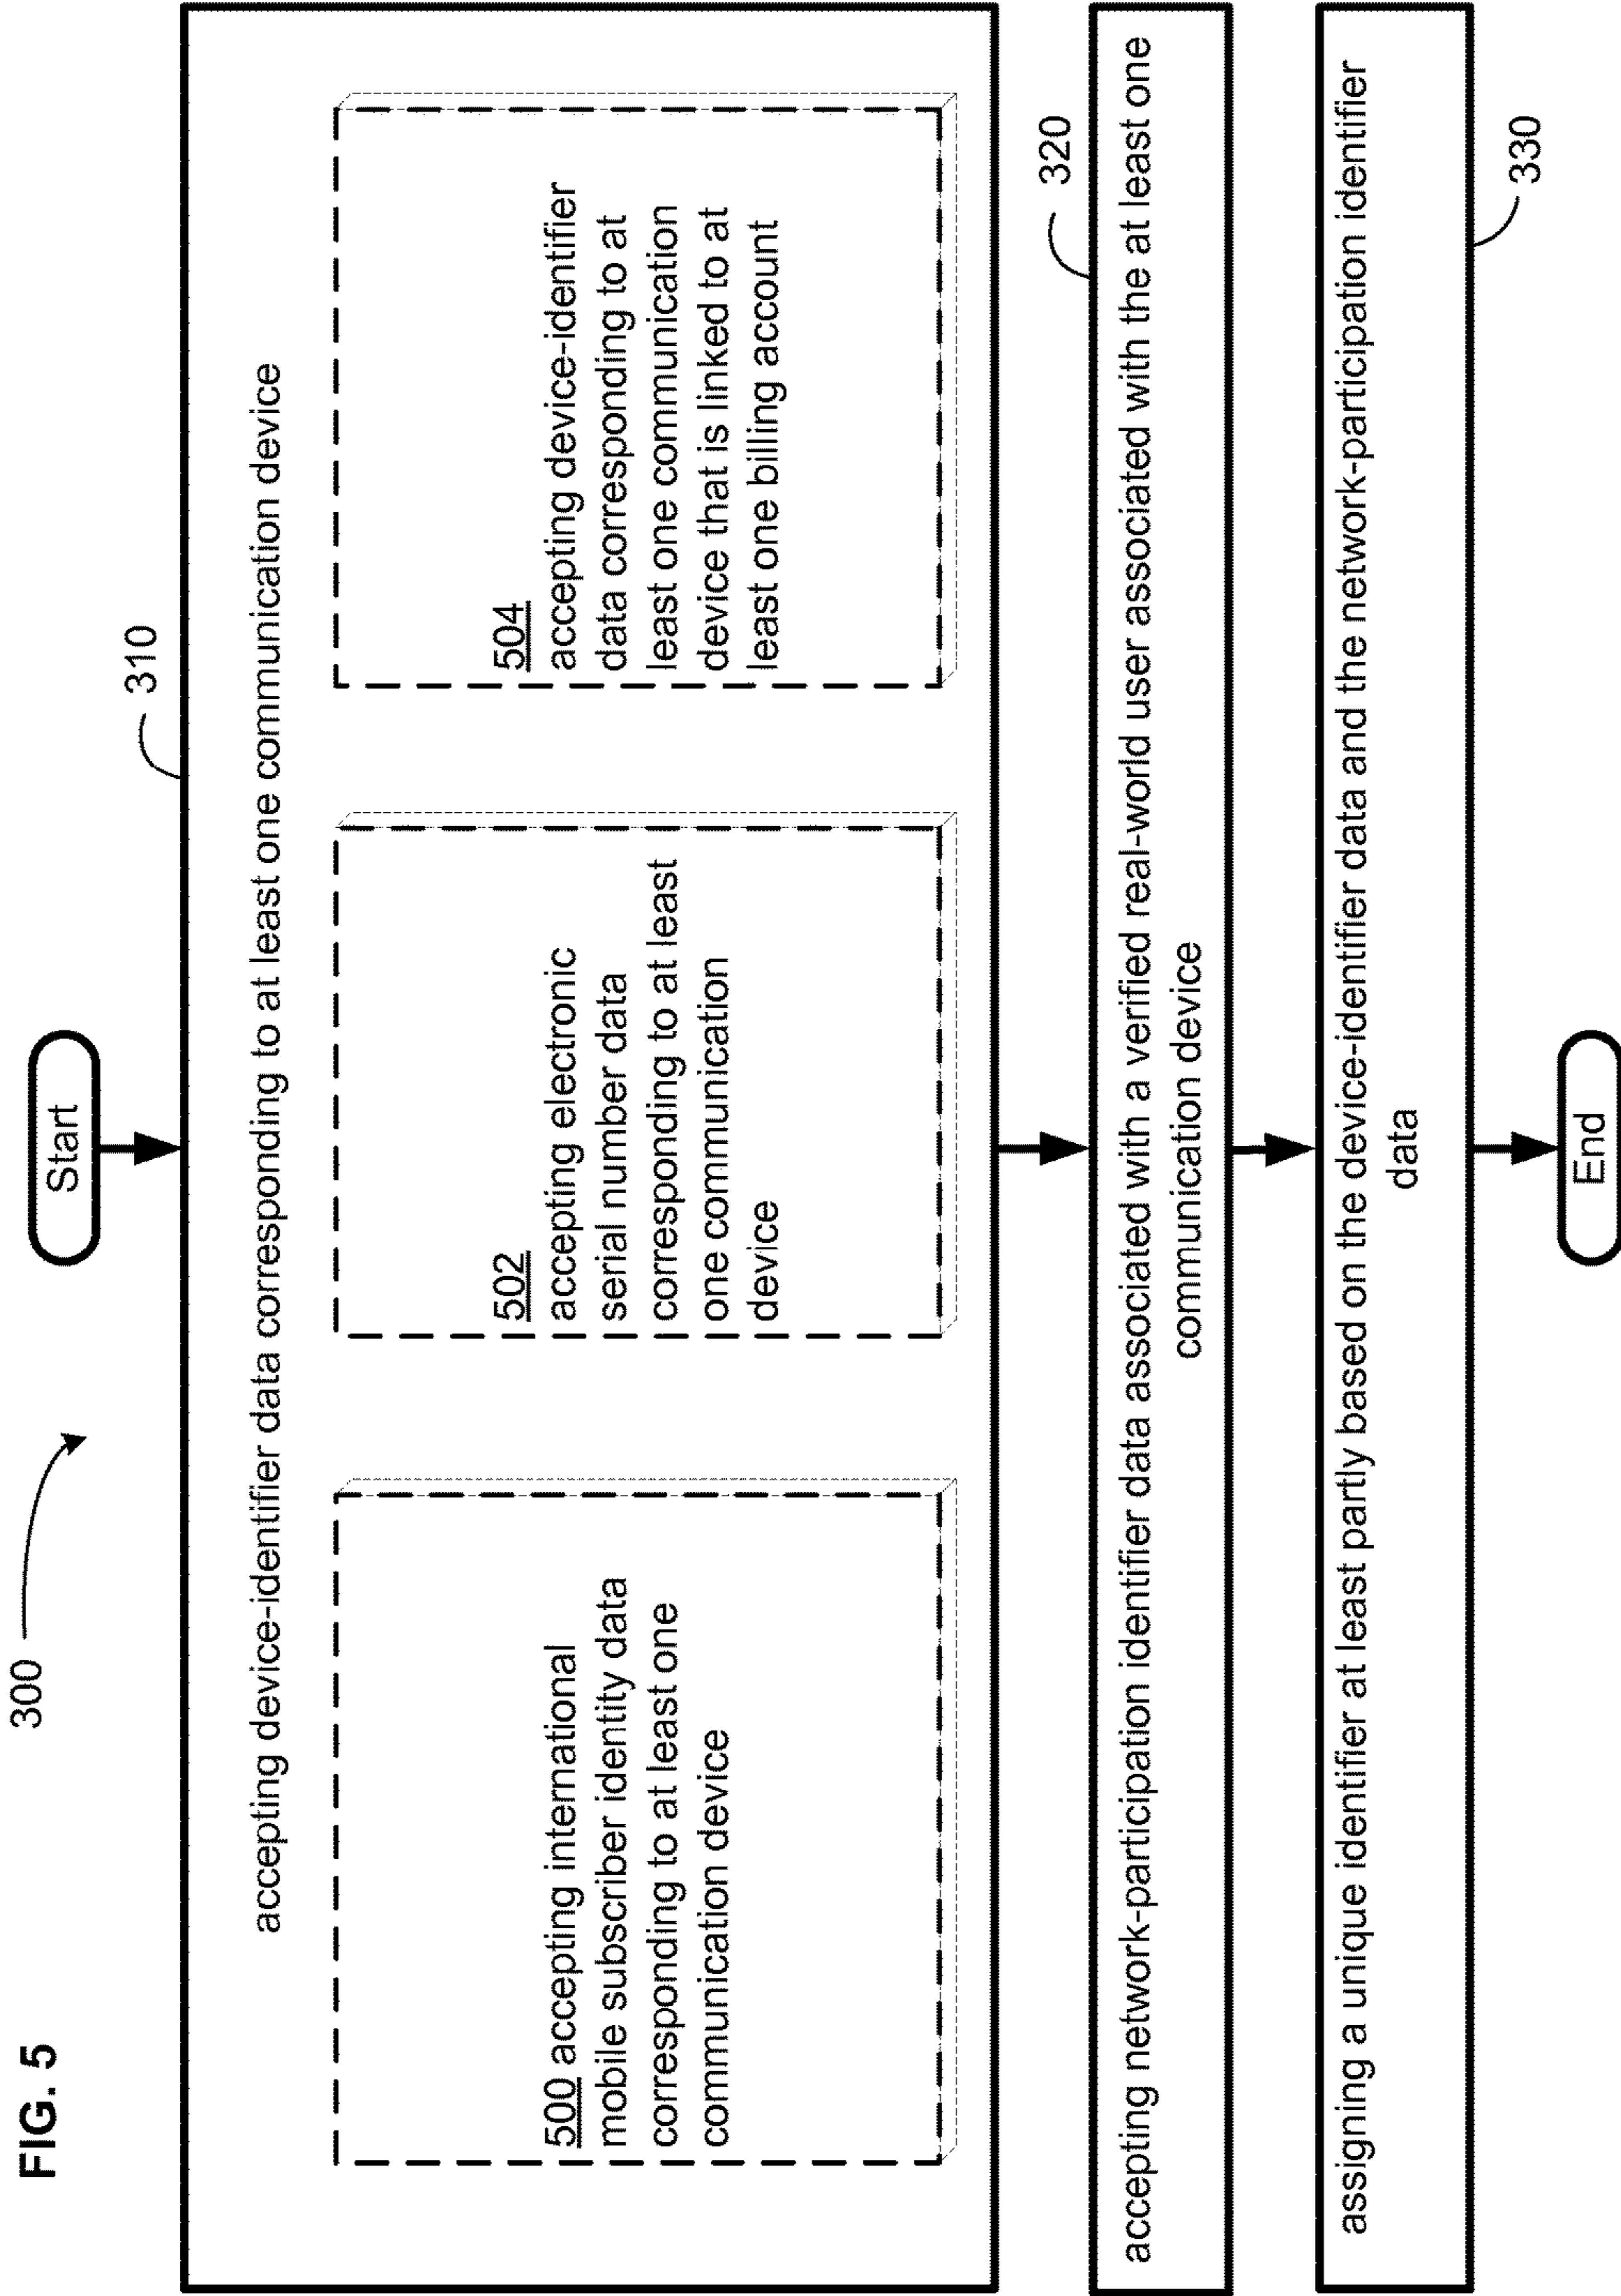 FIG. 5
300
Start
310
accepting device-identifier data corresponding to at least one communication device
500 accepting international
mobile subscriber identity data
corresponding to at least one
communication device
502
accepting electronic
serial number data
corresponding to at least
one communication
device
504
accepting device-identifier
data corresponding to at
least one communication
device that is linked to at
least one billing account
320
accepting network-participation identifier data associated with a verified real-world user associated with the at least one
communication device
assigning a unique identifier at least partly based on the device-identifier data and the network-participation identifier
data
330
End